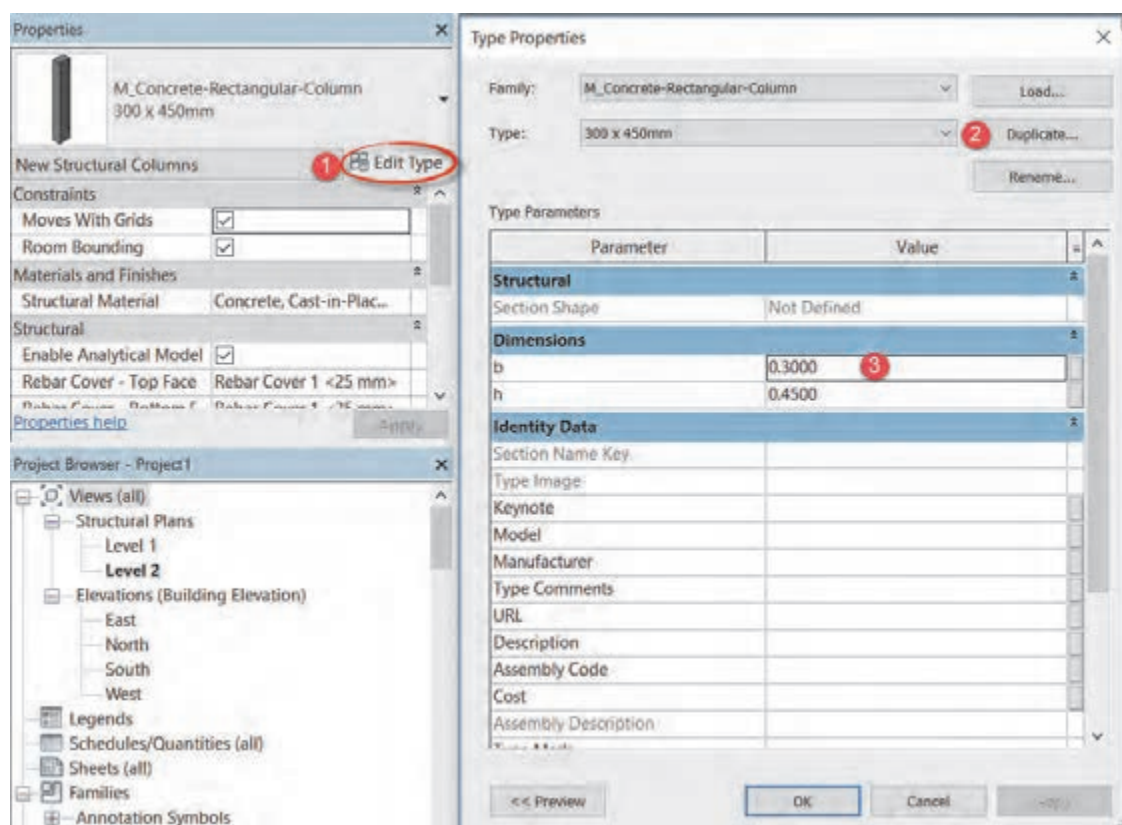 Properties
M_Concrete-Rectangular-Column
300 x 450mm
New Structural Columns
1
Edit Type
Constraints
Moves With Grids
Room Bounding
Materials and Finishes
Structural Material Concrete, Cast-in-Plac...
Structural
Enable Analytical Model
Rebar Cover - Top Face Rebar Cover 1 <25 mm>
Properties help
Apply
Project Browser - Project1
Views (all)
Structural Plans
Level 1
Level 2
Elevations (Building Elevation)
East
North
South
West
Legends
Schedules/Quantities (all)
Sheets (all)
Families
Annotation Symbols
Type Properties
Family: M_Concrete-Rectangular-Column Load...
Type: 300 x 450mm 2 Duplicate...
Rename...
Type Parameters
Parameter Value =
Structural
Section Shape Not Defined
Dimensions
b 0.3000 3
h 0.4500
Identity Data
Section Name Key
Type Image
Keynote
Model
Manufacturer
Type Comments
URL
Description
Assembly Code
Cost
Assembly Description
<< Preview OK Cancel Apply